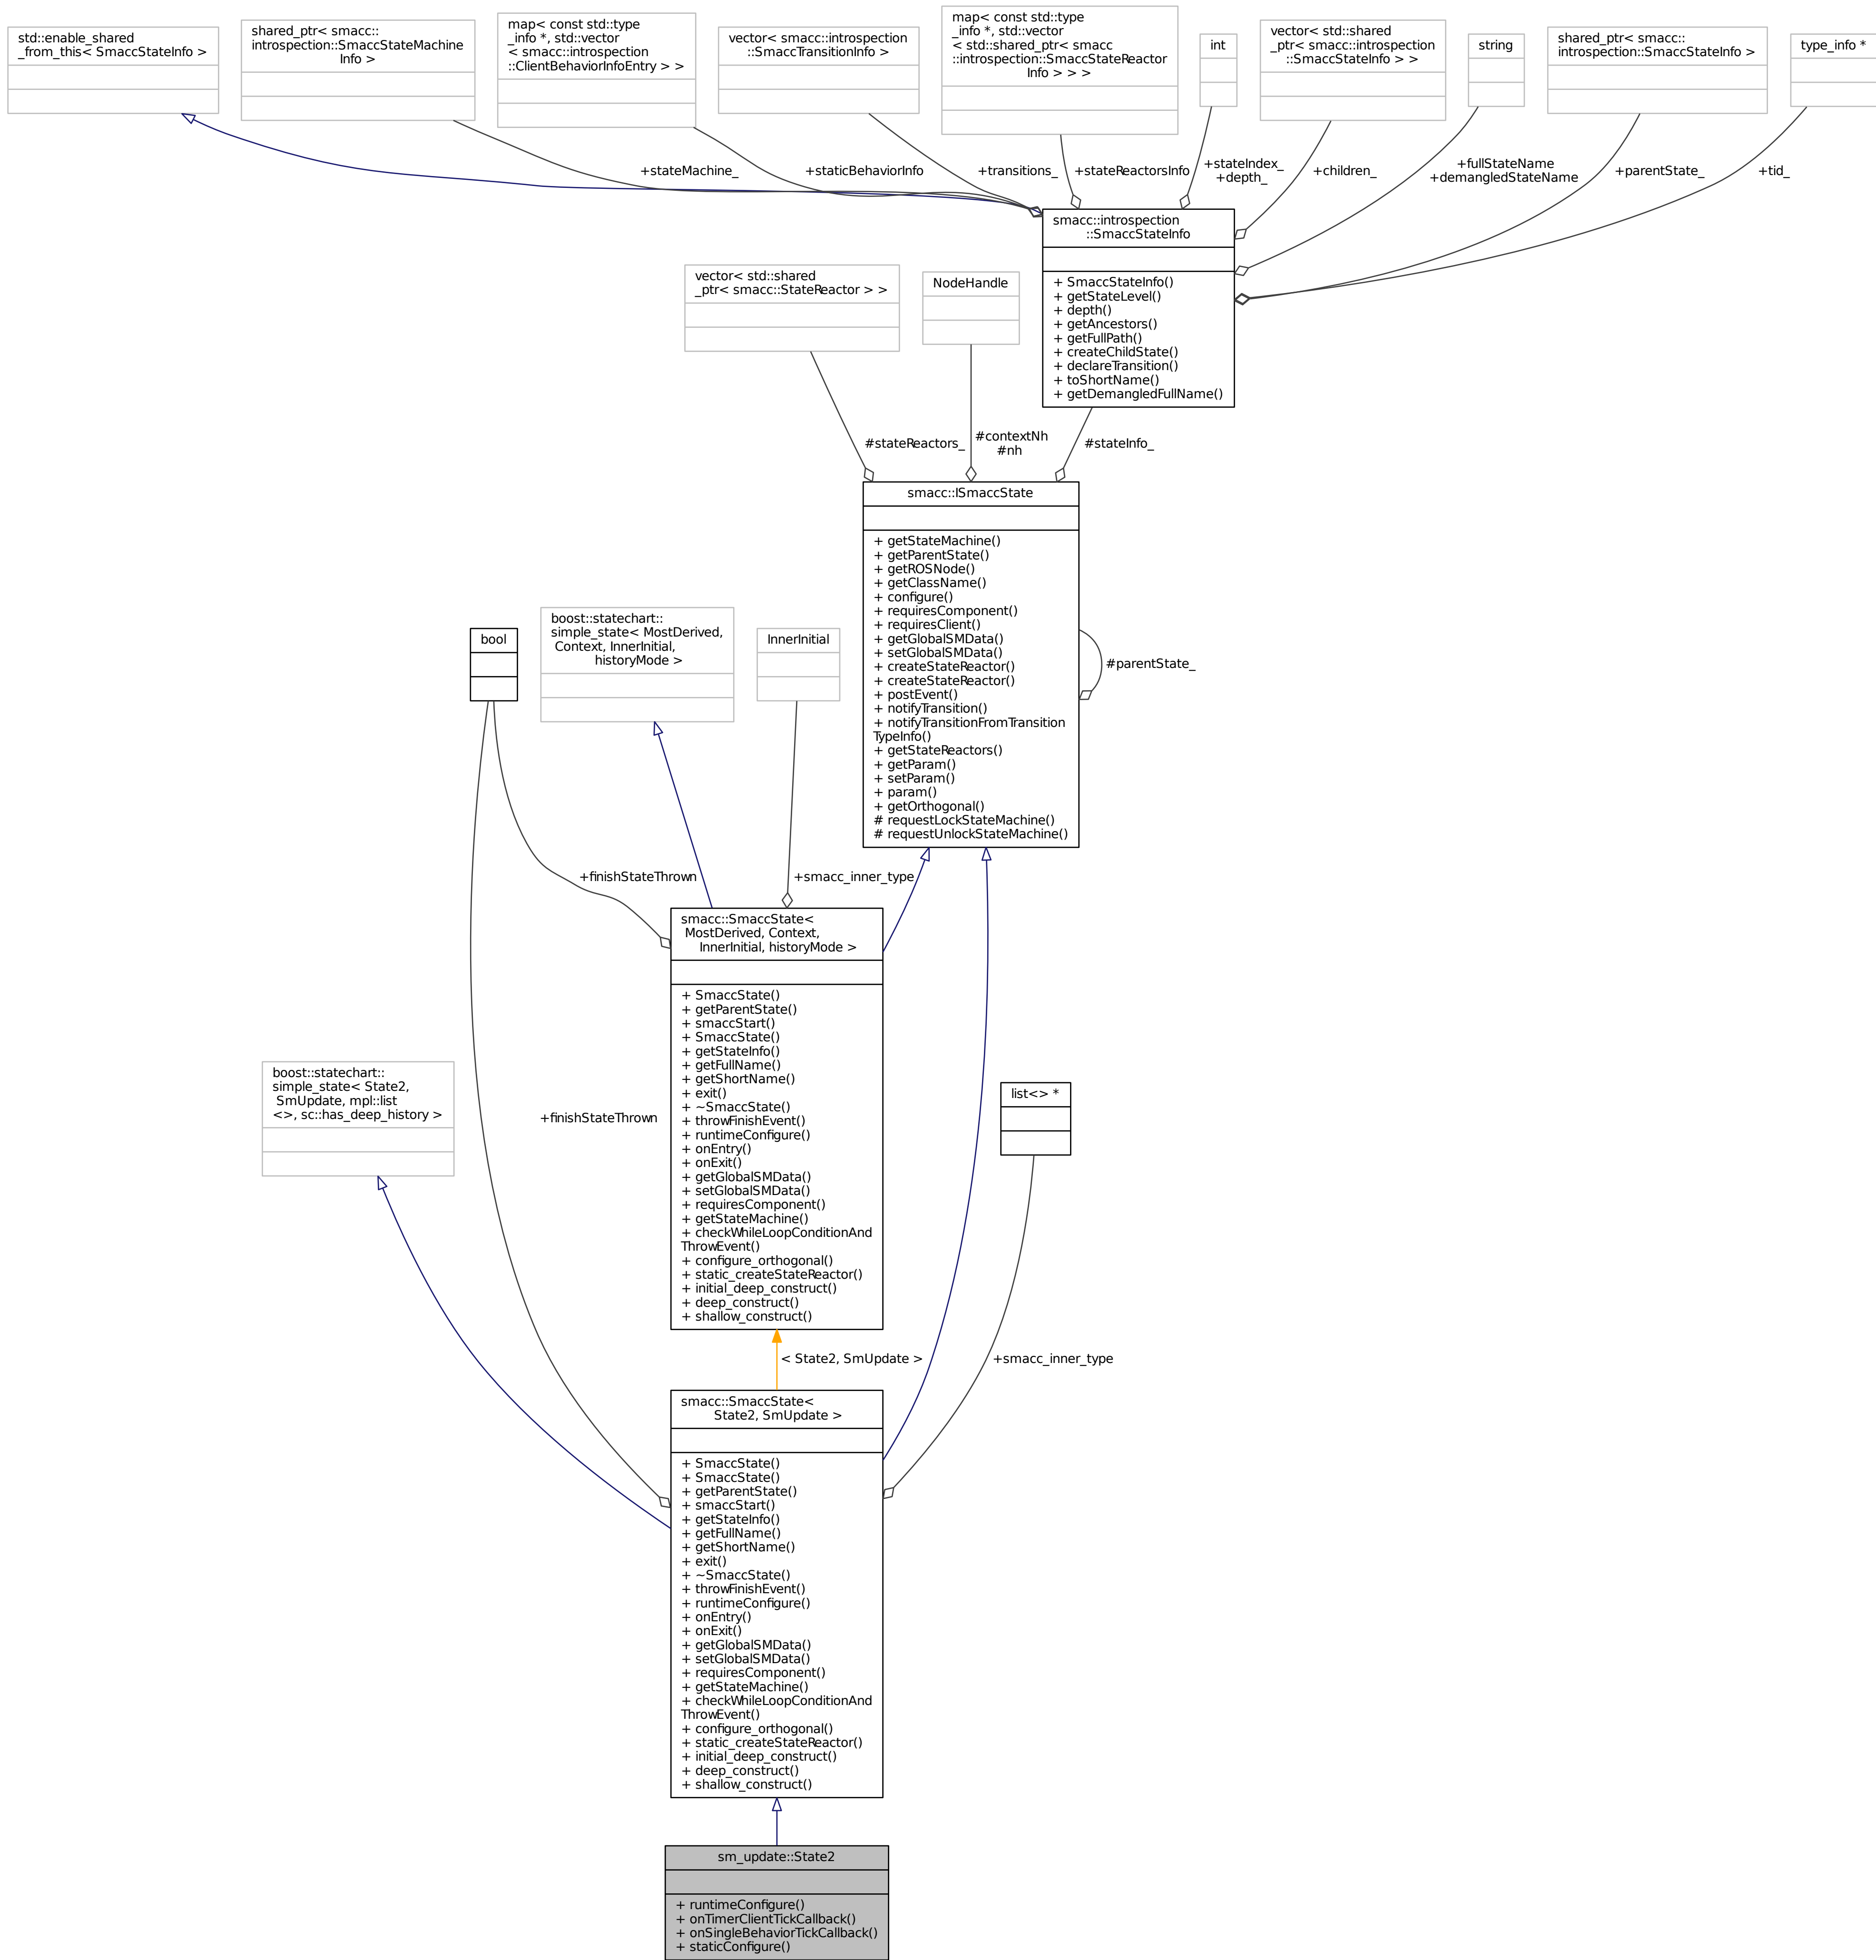 std::enable_shared
_from_this< SmaccStateInfo >
shared_ptr< smacc::
introspection::SmaccStateMachine
Info >
map< const std::type
_info *, std::vector
< smacc::introspection
::ClientBehaviorInfoEntry > >
vector< smacc::introspection
::SmaccTransitionInfo >
map< const std::type
_info *, std::vector
< std::shared_ptr< smacc
::introspection::SmaccStateReactor
Info > > >
int
vector< std::shared
_ptr< smacc::introspection
::SmaccStateInfo > >
string
shared_ptr< smacc::
introspection::SmaccStateInfo >
type_info *
+stateMachine_
+staticBehaviorInfo
+transitions_
+stateReactorsInfo
+stateIndex_
+depth_
+children_
+fullStateName
+demangledStateName
+parentState_
+tid_
smacc::introspection
::SmaccStateInfo
+ SmaccStateInfo()
+ getStateLevel()
+ depth()
+ getAncestors()
+ getFullPath()
+ createChildState()
+ declareTransition()
+ toShortName()
+ getDemangledFullName()
vector< std::shared
_ptr< smacc::StateReactor > >
NodeHandle
#stateReactors_
#contextNh
#nh
#stateInfo_
smacc::ISmaccState
+ getStateMachine()
+ getParentState()
+ getROSNode()
+ getClassName()
+ configure()
+ requiresComponent()
+ requiresClient()
+ getGlobalSMData()
+ setGlobalSMData()
+ createStateReactor()
+ createStateReactor()
+ postEvent()
+ notifyTransition()
+ notifyTransitionFromTransition
TypeInfo()
+ getStateReactors()
+ getParam()
+ setParam()
+ param()
+ getOrthogonal()
# requestLockStateMachine()
# requestUnlockStateMachine()
#parentState_
bool
boost::statechart::
simple_state< MostDerived,
Context, InnerInitial,
historyMode >
InnerInitial
+finishStateThrown
+smacc_inner_type
smacc::SmaccState<
MostDerived, Context,
InnerInitial, historyMode >
+ SmaccState()
+ getParentState()
+ smaccStart()
+ SmaccState()
+ getStateInfo()
+ getFullName()
+ getShortName()
+ exit()
+ ~SmaccState()
+ throwFinishEvent()
+ runtimeConfigure()
+ onEntry()
+ onExit()
+ getGlobalSMData()
+ setGlobalSMData()
+ requiresComponent()
+ getStateMachine()
+ checkWhileLoopConditionAnd
ThrowEvent()
+ configure_orthogonal()
+ static_createStateReactor()
+ initial_deep_construct()
+ deep_construct()
+ shallow_construct()
boost::statechart::
simple_state< State2,
SmUpdate, mpl::list
<>, sc::has_deep_history >
+finishStateThrown
list<> *
< State2, SmUpdate >
+smacc_inner_type
smacc::SmaccState<
State2, SmUpdate >
+ SmaccState()
+ SmaccState()
+ getParentState()
+ smaccStart()
+ getStateInfo()
+ getFullName()
+ getShortName()
+ exit()
+ ~SmaccState()
+ throwFinishEvent()
+ runtimeConfigure()
+ onEntry()
+ onExit()
+ getGlobalSMData()
+ setGlobalSMData()
+ requiresComponent()
+ getStateMachine()
+ checkWhileLoopConditionAnd
ThrowEvent()
+ configure_orthogonal()
+ static_createStateReactor()
+ initial_deep_construct()
+ deep_construct()
+ shallow_construct()
sm_update::State2
+ runtimeConfigure()
+ onTimerClientTickCallback()
+ onSingleBehaviorTickCallback()
+ staticConfigure()